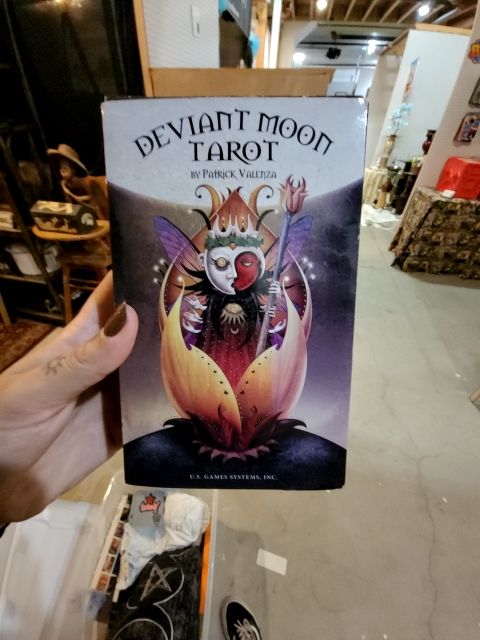 DEVIANT MOON
TAROT
BY PATRICK VALENZA
U.S. GAMES SYSTEMS, INC.